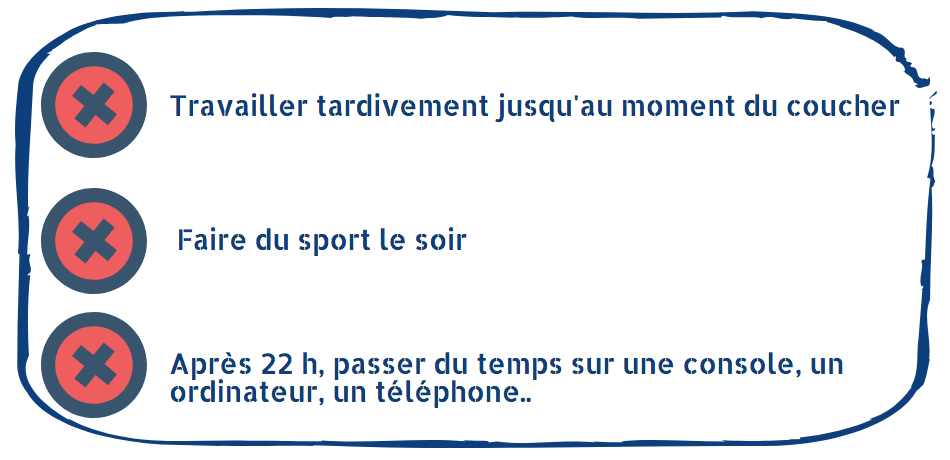 Travailler tardivement jusqu'au moment du coucher
Faire du sport le soir
Après 22 h, passer du temps sur une console, un
ordinateur, un téléphone..